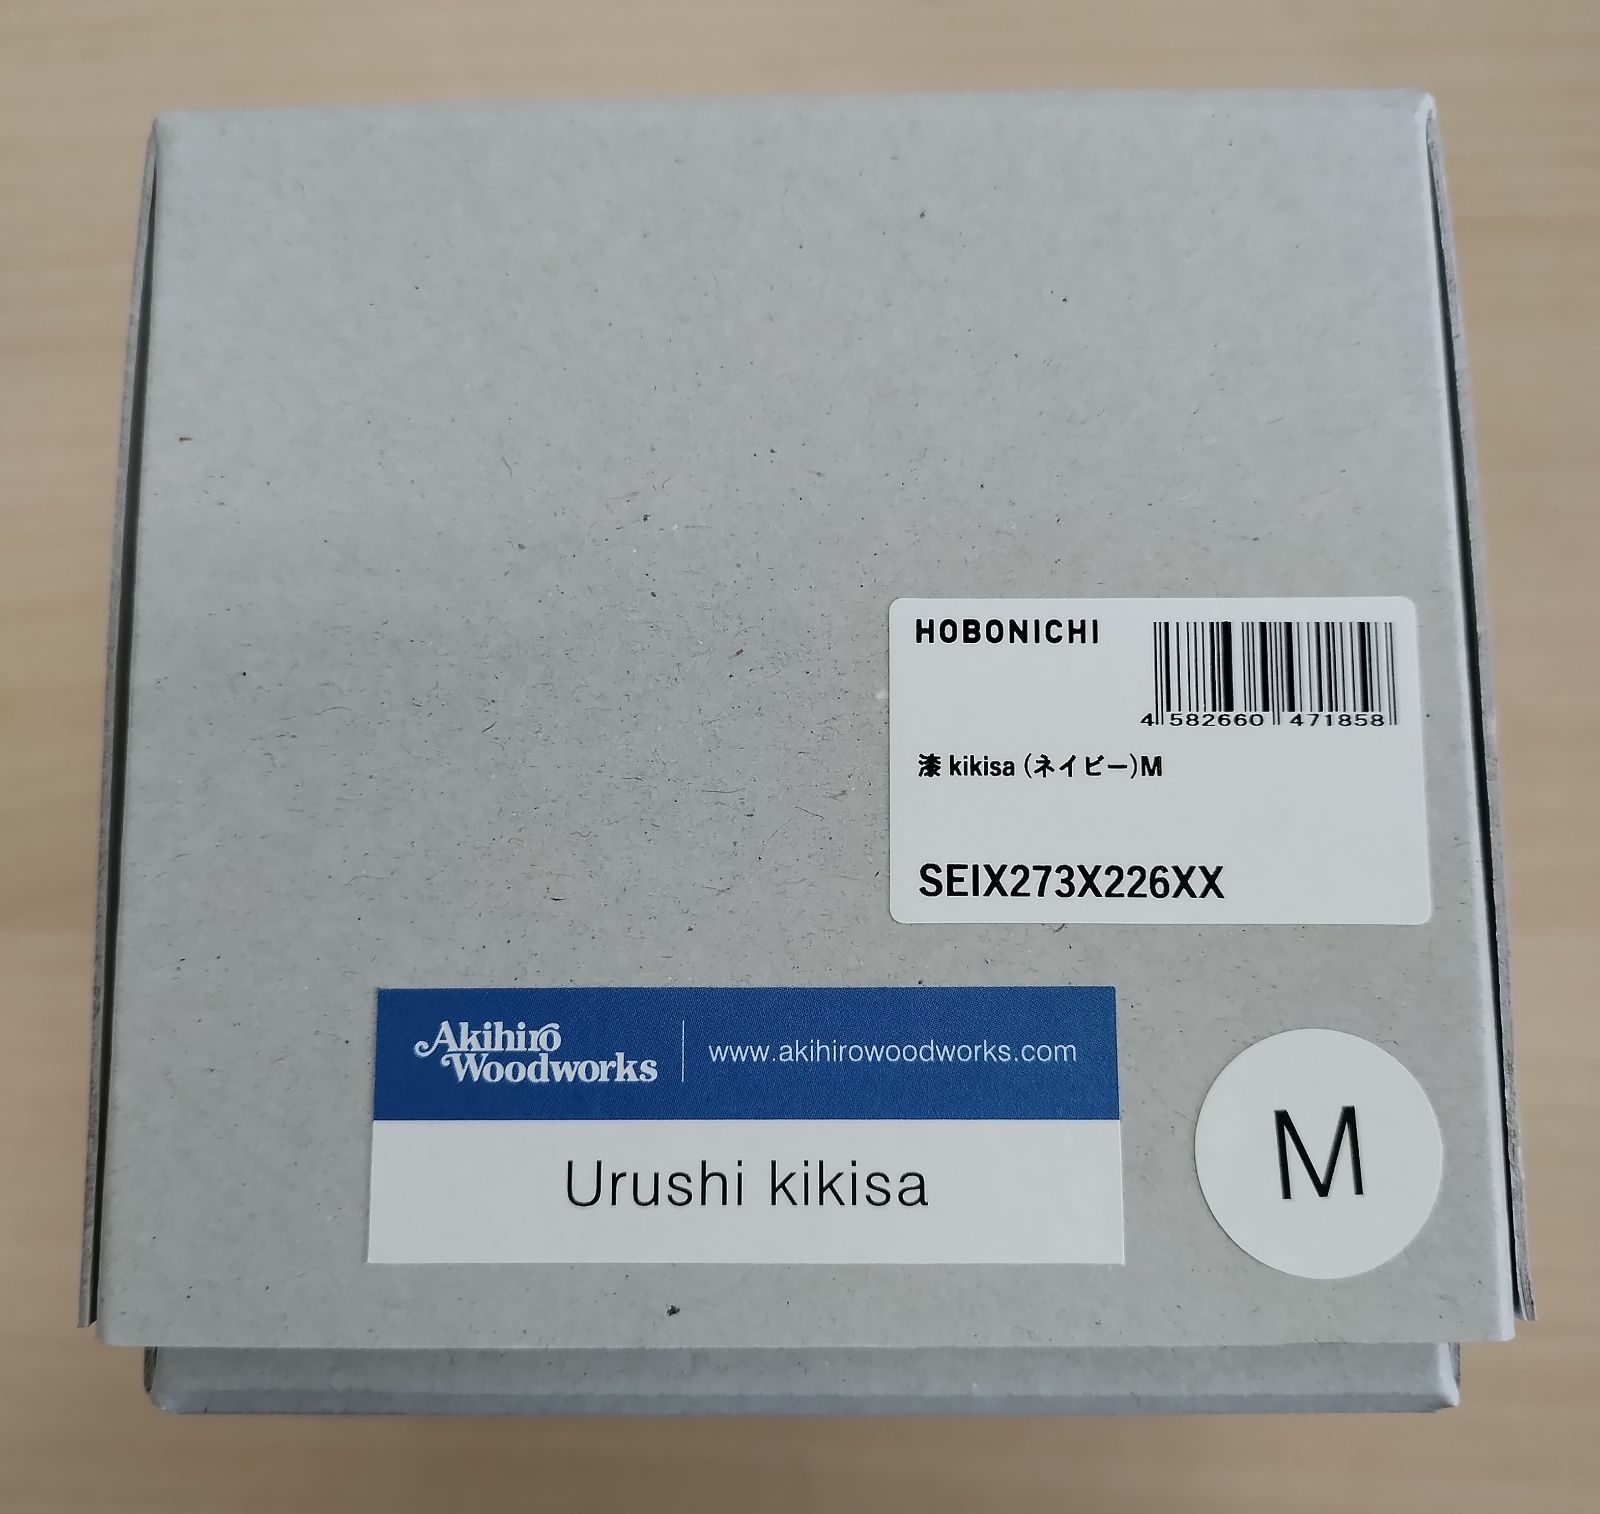 HOBONICHI
4 582660 471858
漆 kikisa (ネイビー)M
SEIX273X226XX
Akihiro
Woodworks
www.akihirowoodworks.com
Urushi kikisa
M